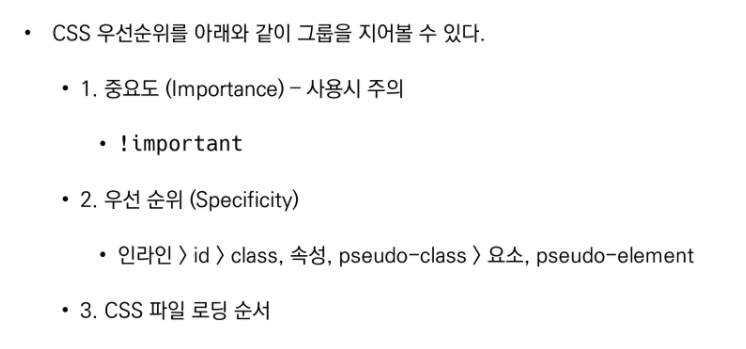 • CSS 우선순위를 아래와 같이 그룹을 지어볼 수 있다.
• 1. 중요도 (Importance) – 사용시 주의
• !important
• 2. 우선 순위 (Specificity)
• 인라인 〉 id 〉 class, 속성, pseudo-class 〉 요소, pseudo-element
• 3. CSS 파일 로딩 순서